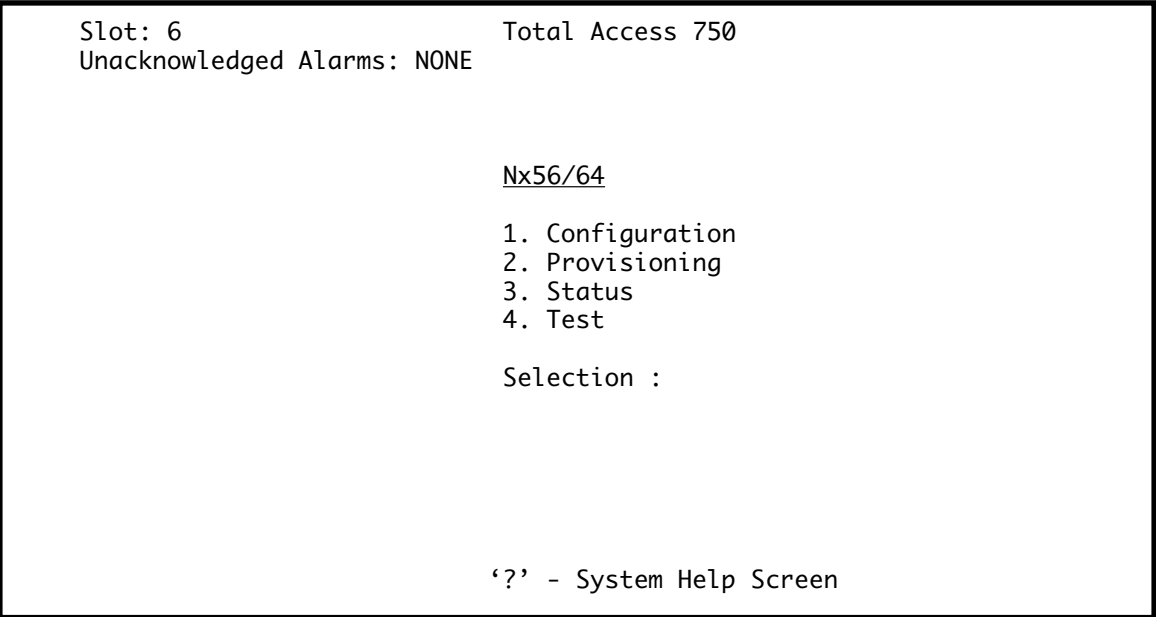 Slot: 6 Total Access 750
Unacknowledged Alarms: NONE
Nx56/64
1. Configuration
2. Provisioning
3. Status
4. Test
Selection :
‘?’ - System Help Screen